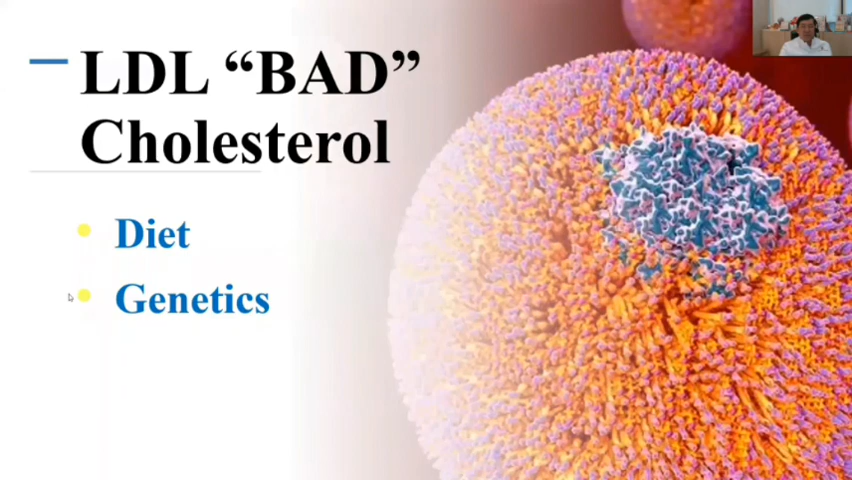 LDL “BAD”
Cholesterol
Diet
Genetics